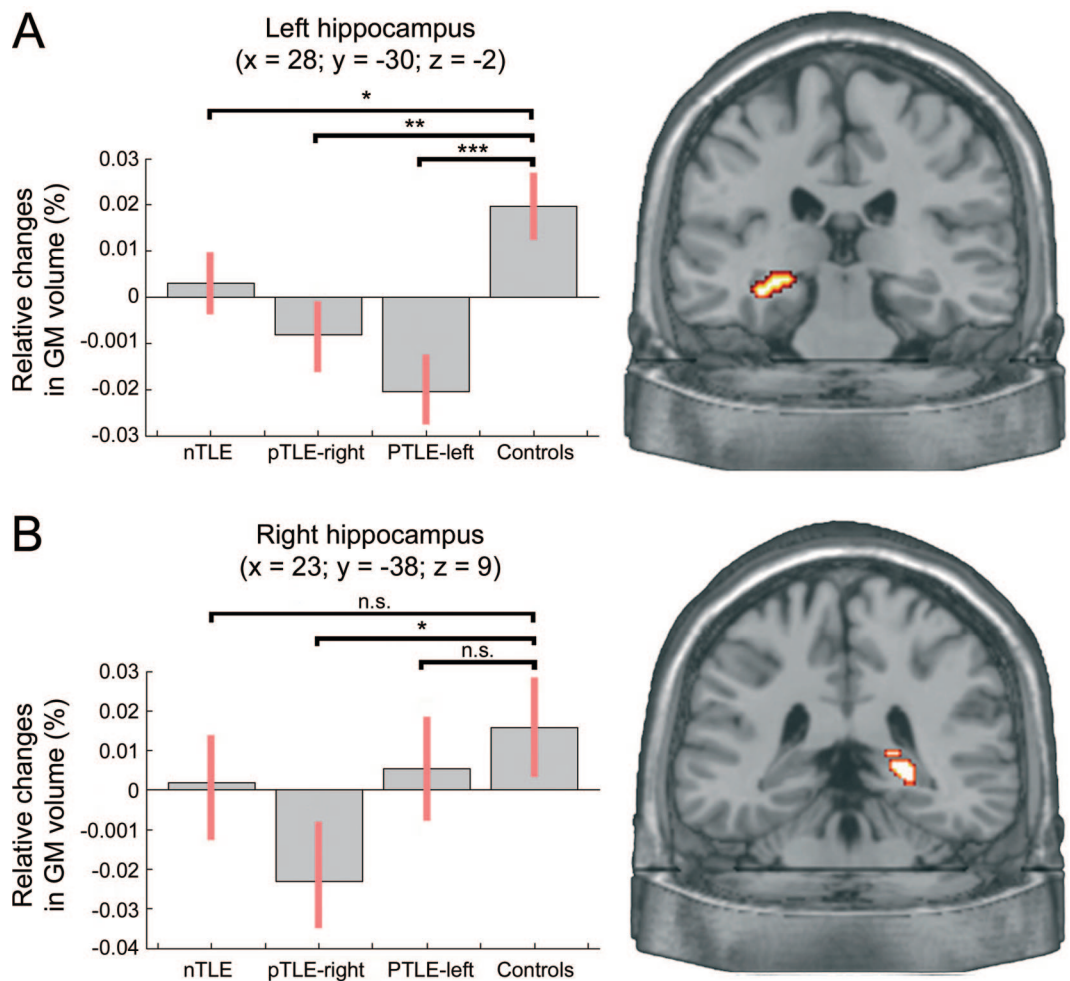 A
Left hippocampus
(x = 28; y = -30; z = -2)
*
**
***
Relative changes
in GM volume (%)
0.03
0.02
0.01
0
-0.001
-0.02
-0.03
nTLE pTLE-right PTLE-left Controls
B
Right hippocampus
(x = 23; y = -38; z = 9)
n.s.
*
n.s.
Relative changes
in GM volume (%)
0.03
0.02
0.01
0
-0.001
-0.02
-0.03
-0.04
nTLE pTLE-right PTLE-left Controls